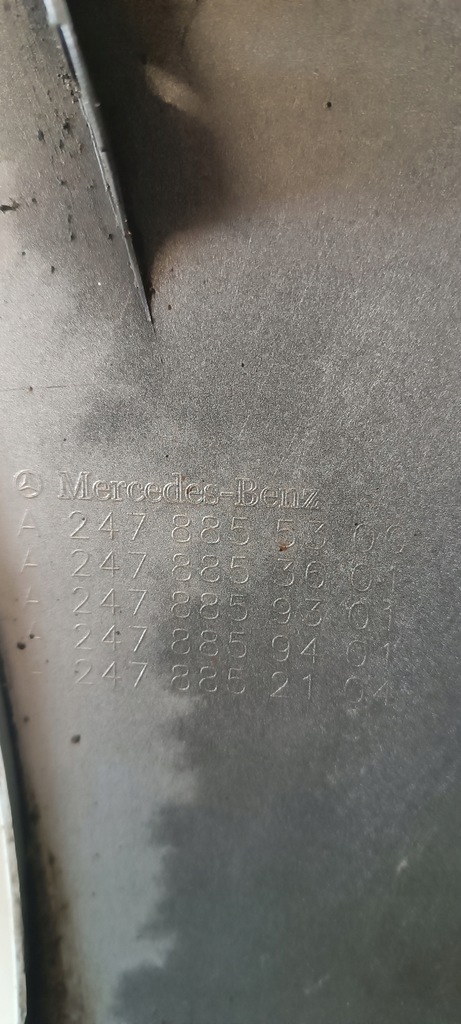 Mercedes-Benz
A 247 885 53 00
A 247 885 36 01
A 247 885 93 01
A 247 885 94 01
247 885 21 04